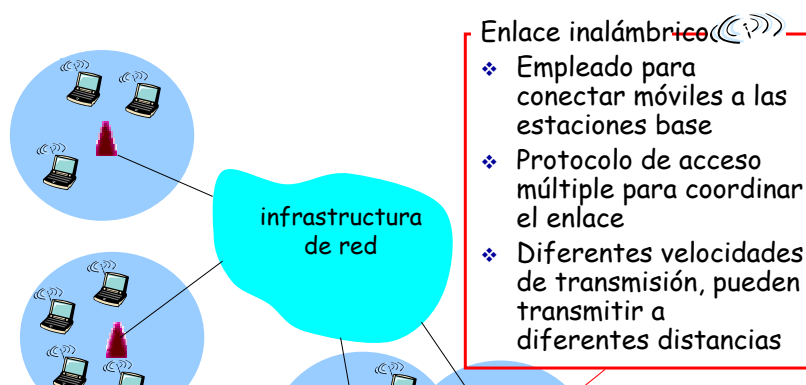 Enlace inalámbrico
Empleado para
conectar móviles a las
estaciones base
Protocolo de acceso
múltiple para coordinar
el enlace
Diferentes velocidades
de transmisión, pueden
transmitir a
diferentes distancias
infrastructura
de red